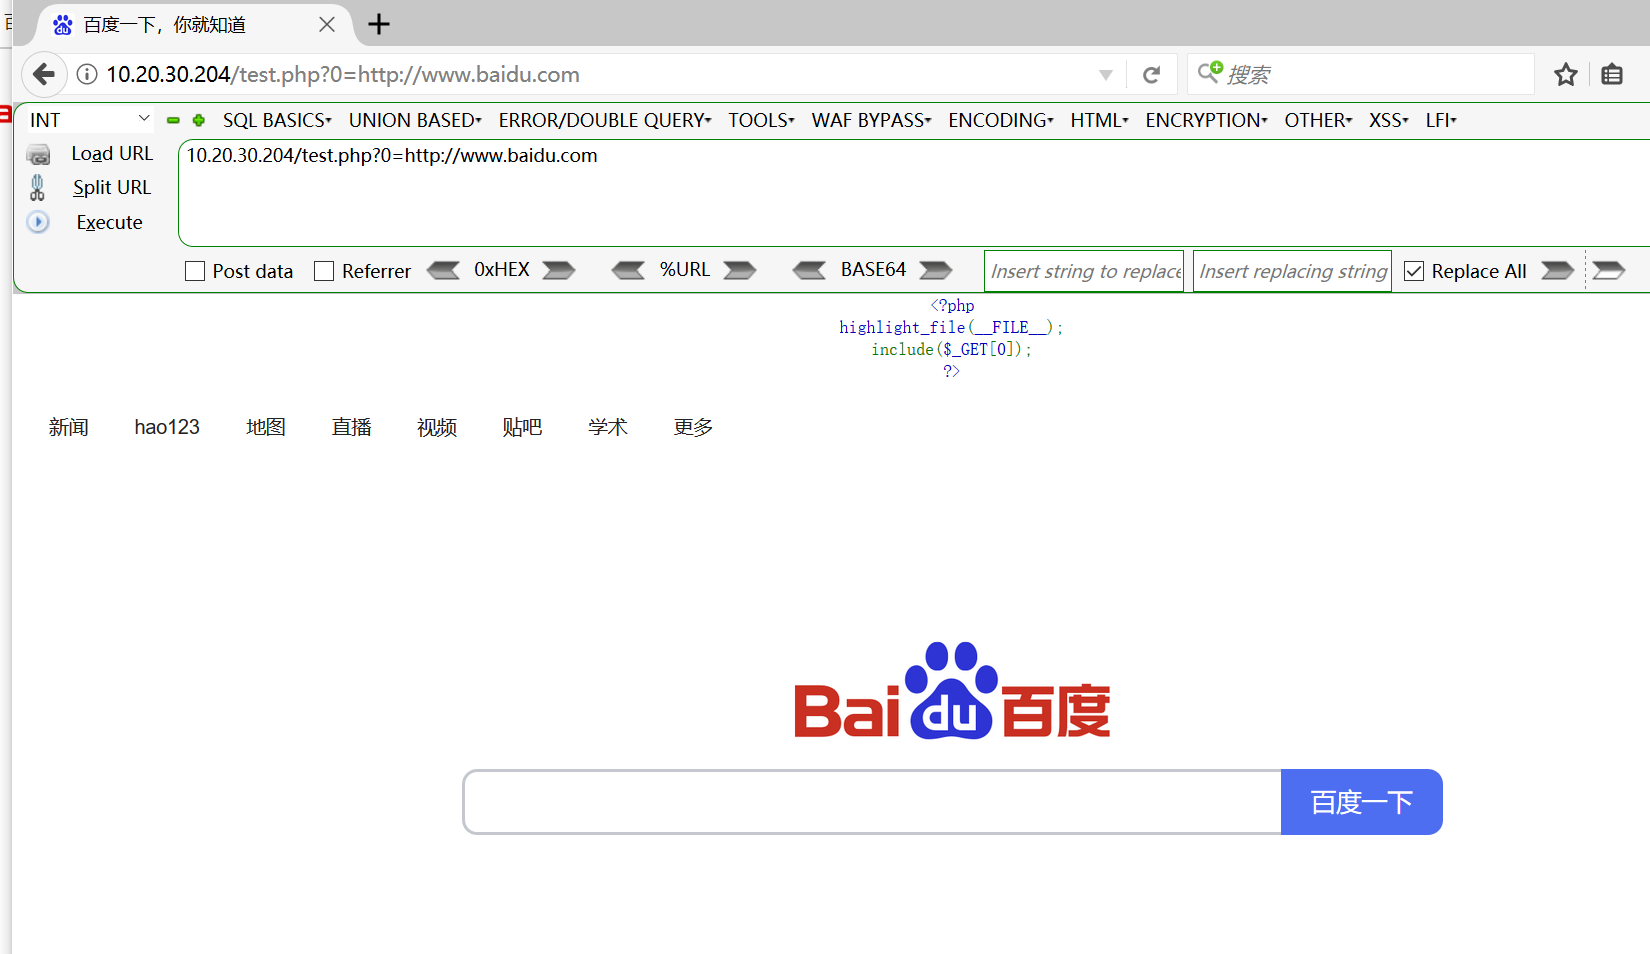 百度一下，你就知道
10.20.30.204/test.php?0=http://www.baidu.com
搜索
INT
SQL BASICS
UNION BASED
ERROR/DOUBLE QUERY
TOOLS
WAF BYPASS
ENCODING
HTML
ENCRYPTION
OTHER
XSS
LFI
Load URL
10.20.30.204/test.php?0=http://www.baidu.com
Split URL
Execute
Post data
Referrer
0xHEX
%URL
BASE64
Insert string to replace
Insert replacing string
Replace All
<?php
highlight_file(__FILE__);
include($_GET[0]);
?>
新闻
hao123
地图
直播
视频
贴吧
学术
更多
Bai du 百度
百度一下